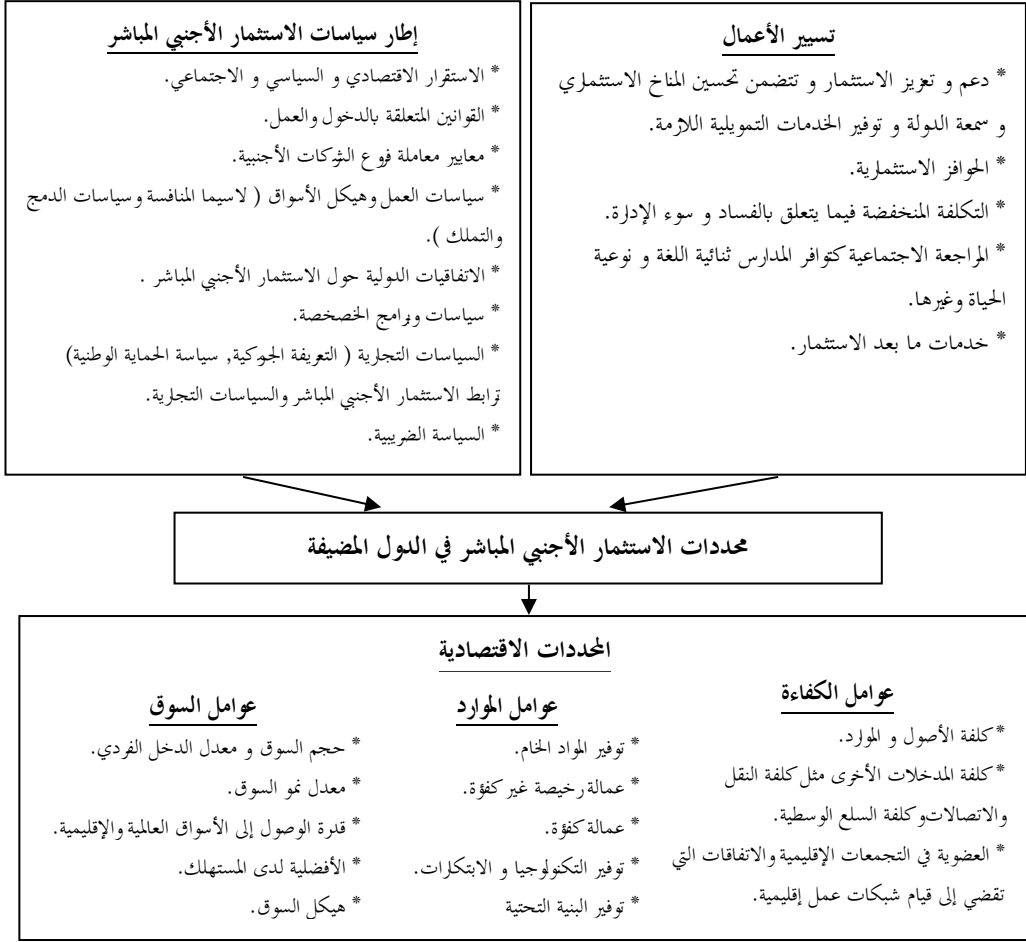 تسيير الأعمال
* دعم و تعزيز الاستثمار و تتضمن تحسين المناخ الاستثماري
و سمعة الدولة و توفير الخدمات التمويلية اللازمة.
* الحوافز الاستثمارية.
* التكلفة المنخفضة فيما يتعلق بالفساد و سوء الإدارة.
* المراجعة الاجتماعية كتوافر المدارس ثنائية اللغة و نوعية
الحياة وغيرها.
* خدمات ما بعد الاستثمار.
إطار سياسات الاستثمار الأجنبي المباشر
* الاستقرار الاقتصادي و السياسي و الاجتماعي.
* القوانين المتعلقة بالدخول والعمل.
* معايير معاملة فروع الشركات الأجنبية.
* سياسات العمل وهيكل الأسواق ( لاسيما المنافسة وسياسات الدمج
والتملك ).
* الاتفاقيات الدولية حول الاستثمار الأجنبي المباشر .
* سياسات وبرامج الخصخصة.
* السياسات التجارية ( التعريفة الجمركية, سياسة الحماية الوطنية)
ترابط الاستثمار الأجنبي المباشر والسياسات التجارية.
* السياسة الضريبية.
محددات الاستثمار الأجنبي المباشر في الدول المضيفة
المحددات الاقتصادية
عوامل الكفاءة
* كلفة الأصول و الموارد.
* كلفة المدخلات الأخرى مثل كلفة النقل
والاتصالات وكلفة السلع الوسطية.
* العضوية في التجمعات الإقليمية والاتفاقات التي
تقضي إلى قيام شبكات عمل إقليمية.
عوامل الموارد
* توفير المواد الخام.
* عمالة رخيصة غير كفؤة.
* عمالة كفؤة.
* توفير التكنولوجيا و الابتكارات.
* توفير البنية التحتية
عوامل السوق
* حجم السوق و معدل الدخل الفردي.
* معدل نمو السوق.
* قدرة الوصول إلى الأسواق العالمية والإقليمية.
* الأفضلية لدى المستهلك.
* هيكل السوق.